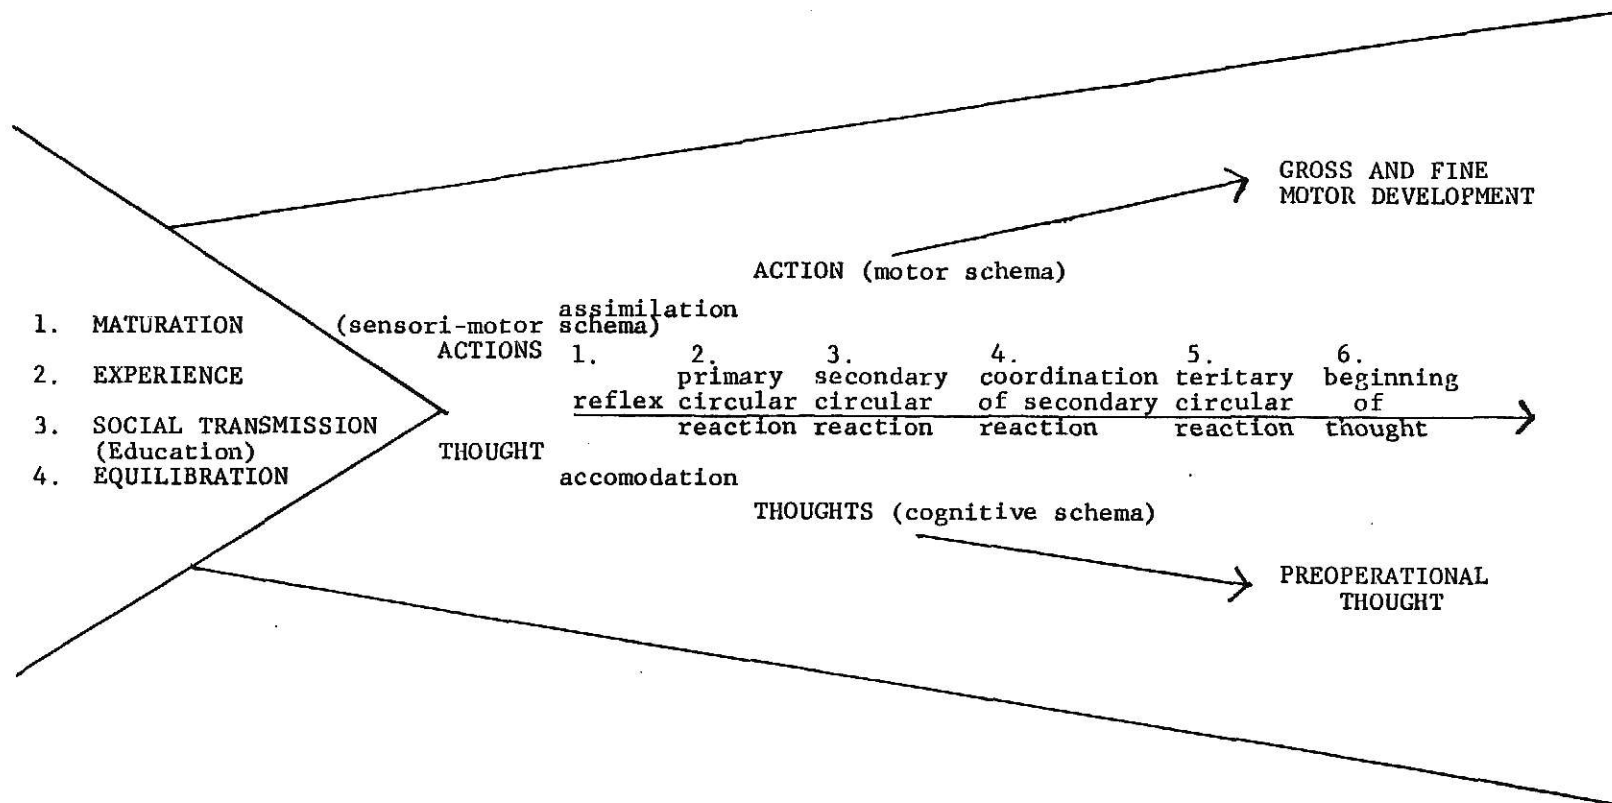 GROSS AND FINE
MOTOR DEVELOPMENT
ACTION (motor schema)
assimilation
1. MATURATION
(sensori-motor schema)
ACTIONS
2. EXPERIENCE
3. SOCIAL TRANSMISSION
(Education)
4. EQUILIBRATION
THOUGHT
1. 2. 3. 4. 5. 6.
primary secondary coordination teritary beginning
reflex circular circular of secondary circular of
reaction reaction reaction reaction thought
accomodation
THOUGHTS (cognitive schema)
PREOPERATIONAL
THOUGHT